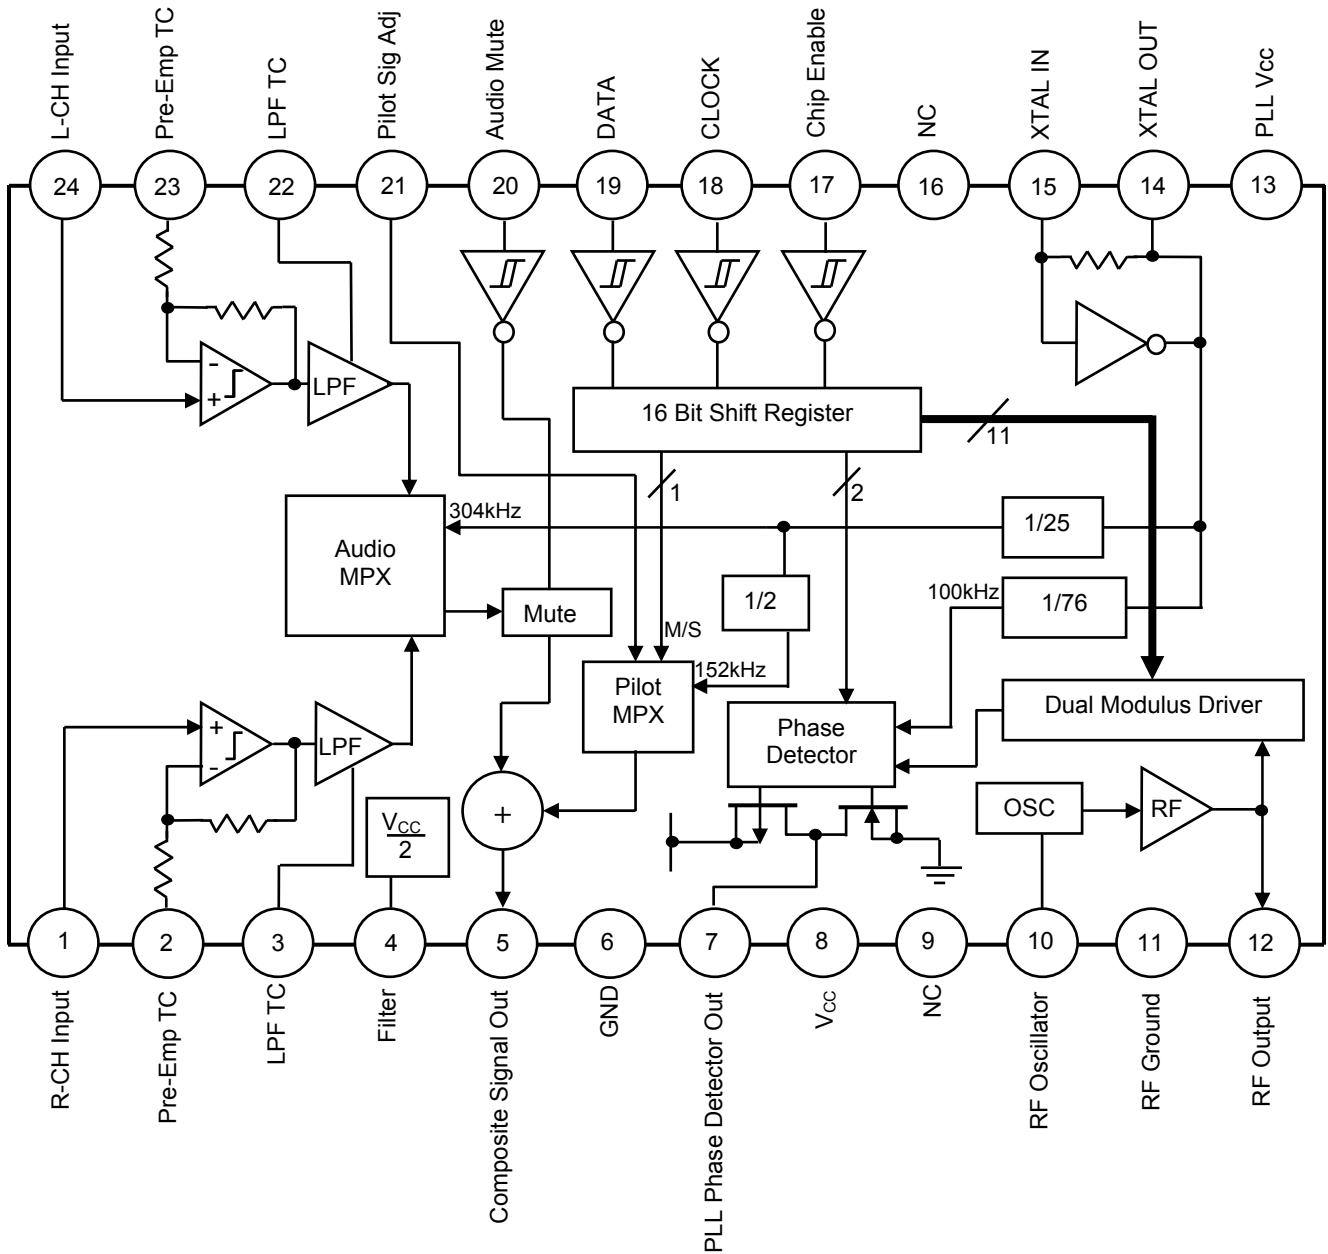 L-CH Input
Pre-Emp TC
LPF TC
Pilot Sig Adj
Audio Mute
DATA
CLOCK
Chip Enable
NC
XTAL IN
XTAL OUT
PLL Vcc
24
23
22
21
20
19
18
17
16
15
14
13
-
+
LPF
16 Bit Shift Register
11
1
2
304kHz
1/25
Audio
MPX
1/2
100kHz
1/76
Mute
M/S
152kHz
Pilot
MPX
Dual Modulus Driver
Phase
Detector
+
-
LPF
VCC
2
+
OSC
RF
1
2
3
4
5
6
7
8
9
10
11
12
R-CH Input
Pre-Emp TC
LPF TC
Filter
Composite Signal Out
GND
PLL Phase Detector Out
VCC
NC
RF Oscillator
RF Ground
RF Output